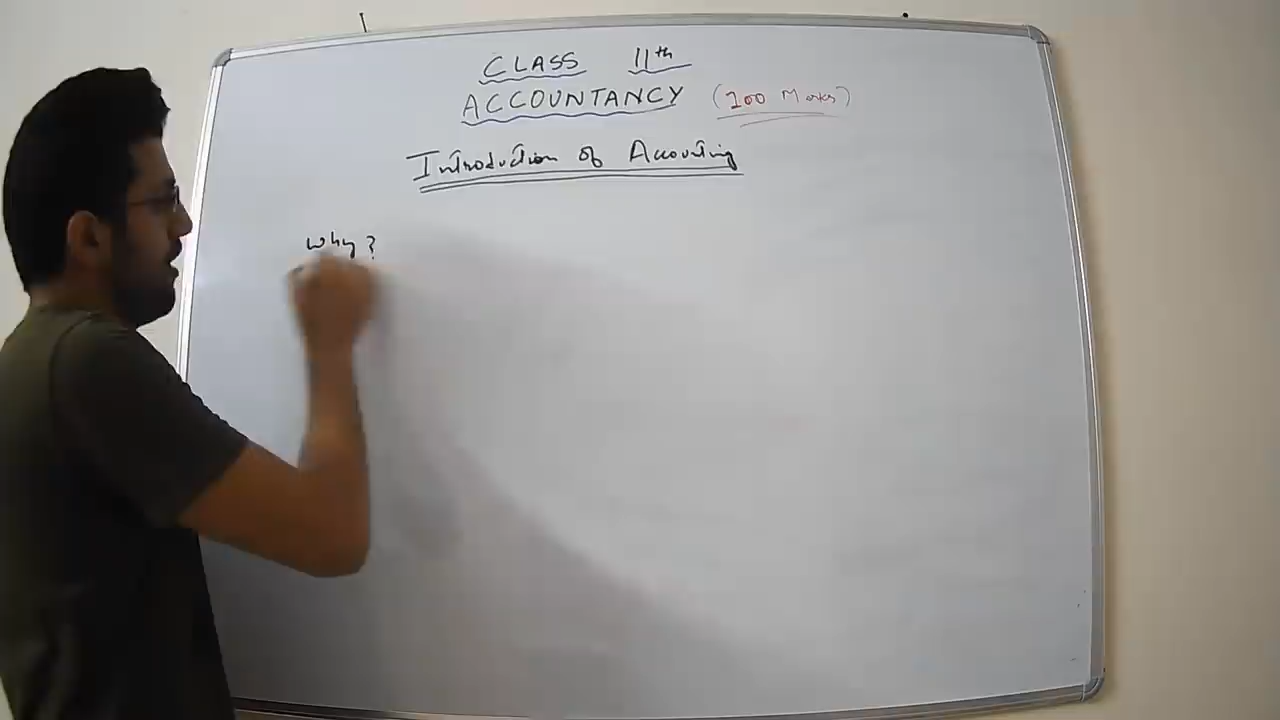 CLASS 11th
ACCOUNTANCY (100 Marks)
Introduction of Accounting
Why?